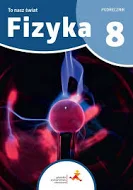 To nasz świat
PODRĘCZNIK
Fizyka 8